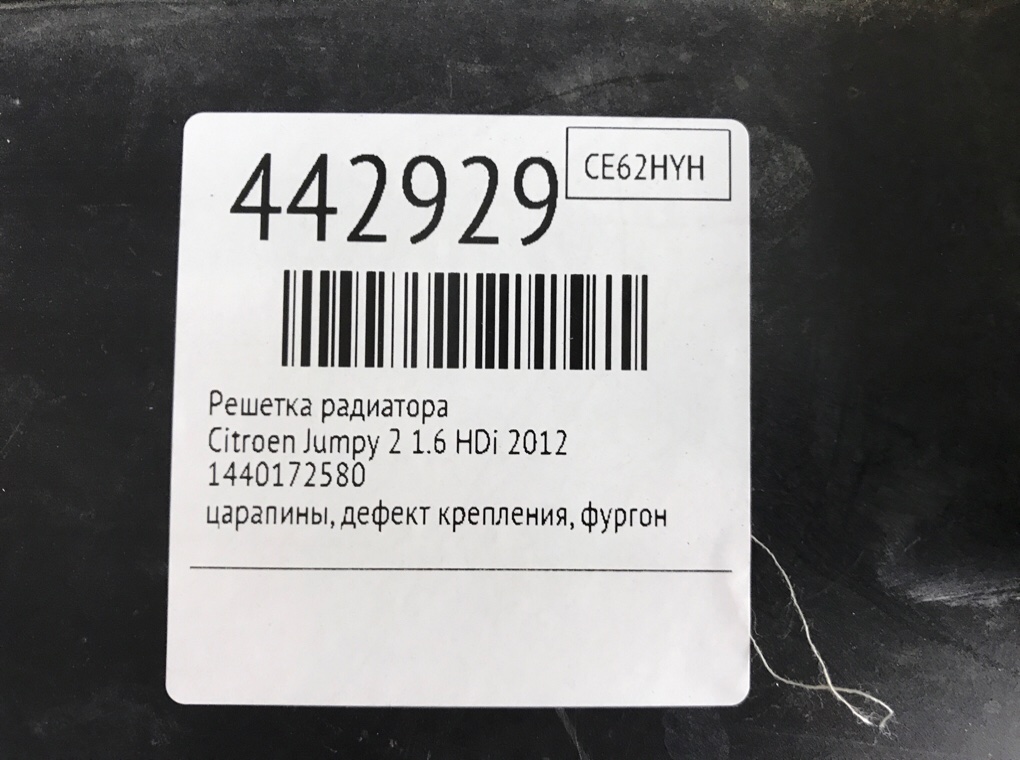 442929
CE62HYH
Решетка радиатора
Citroen Jumpy 2 1.6 HDi 2012
1440172580
царапины, дефект крепления, фургон